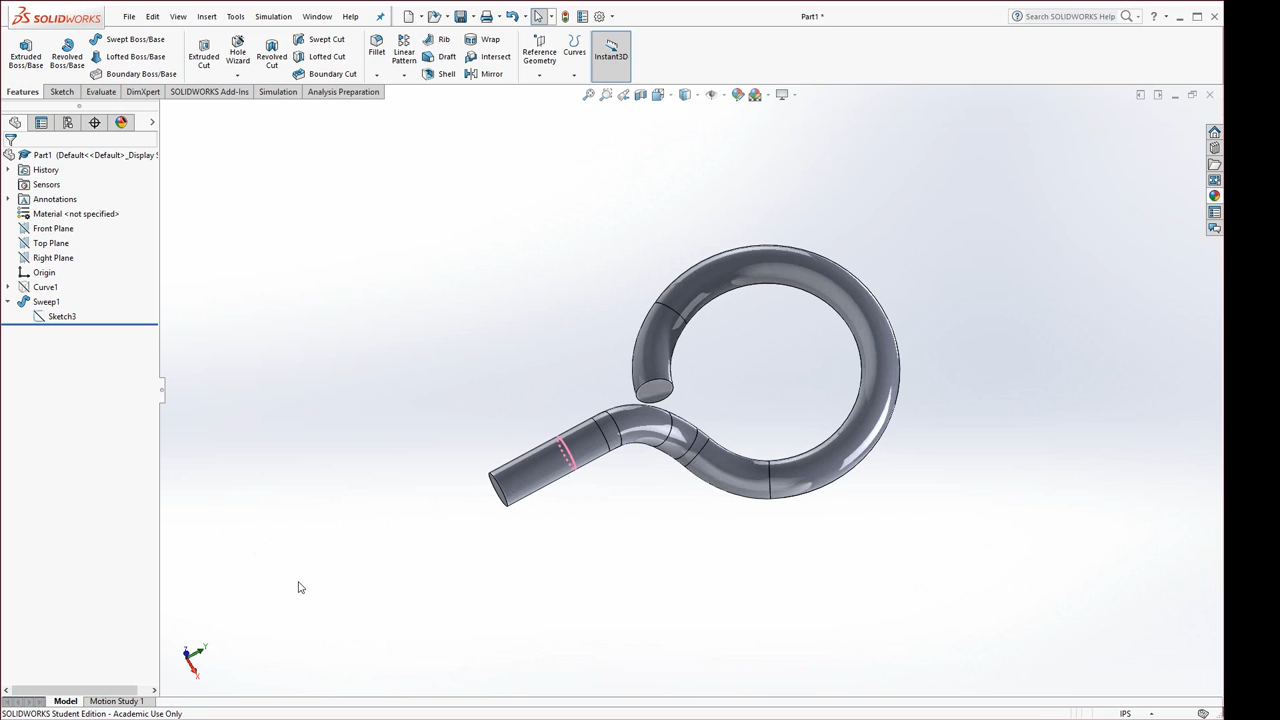 SOLIDWORKS
File Edit View Insert Tools Simulation Window Help
Part1 *
Search SOLIDWORKS Help
Extruded Boss/Base
Revolved Boss/Base
Swept Boss/Base
Lofted Boss/Base
Boundary Boss/Base
Extruded Cut
Hole Wizard
Revolved Cut
Swept Cut
Lofted Cut
Boundary Cut
Fillet
Linear Pattern
Rib
Draft
Shell
Wrap
Intersect
Mirror
Reference Geometry
Curves
Instant3D
Features Sketch Evaluate DimXpert SOLIDWORKS Add-Ins Simulation Analysis Preparation
Part1 (Default<<Default>_Display S
History
Sensors
Annotations
Material <not specified>
Front Plane
Top Plane
Right Plane
Origin
Curve1
Sweep1
Sketch3
Z Y
X
Model Motion Study 1
SOLIDWORKS Student Edition - Academic Use Only
IPS